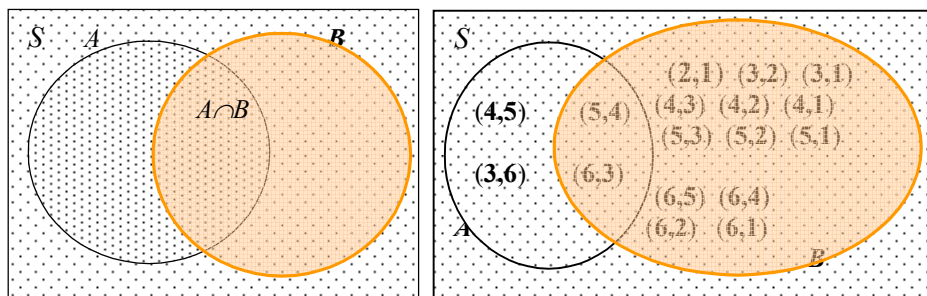 S A B
A∩B
S
(2,1) (3,2) (3,1)
(4,5) (5,4) (4,3) (4,2) (4,1)
(5,3) (5,2) (5,1)
(3,6) (6,3)
(6,5) (6,4)
A (6,2) (6,1)
B